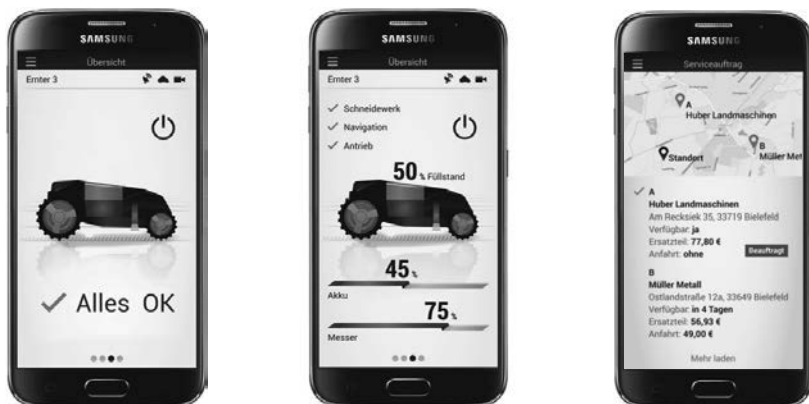 SAMSUNG
Übersicht
Ernter 3
Alles OK
SAMSUNG
Übersicht
Ernter 3
Schneidewerk
Navigation
Antrieb
50 % Füllstand
45 %
Akku
75 %
Messer
SAMSUNG
Serviceauftrag
A
Huber Landmaschinen
B
Müller Met
Standort
A
Huber Landmaschinen
Am Recksiek 35, 33719 Bielefeld
Verfügbar: ja
Ersatzteil: 77,80 €
Anfahrt: ohne
Beauftragt
B
Müller Metall
Ostlandstraße 12a, 33649 Bielefeld
Verfügbar: in 4 Tagen
Ersatzteil: 56,93 €
Anfahrt: 49,00 €
Mehr laden